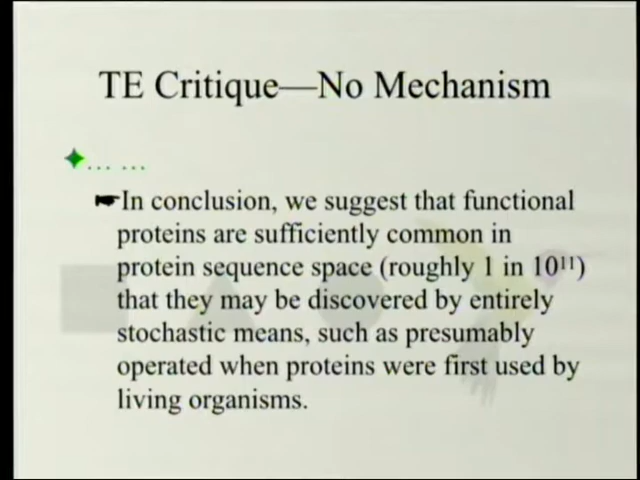 TE Critique—No Mechanism
... ...
In conclusion, we suggest that functional
proteins are sufficiently common in
protein sequence space (roughly 1 in 10¹¹)
that they may be discovered by entirely
stochastic means, such as presumably
operated when proteins were first used by
living organisms.